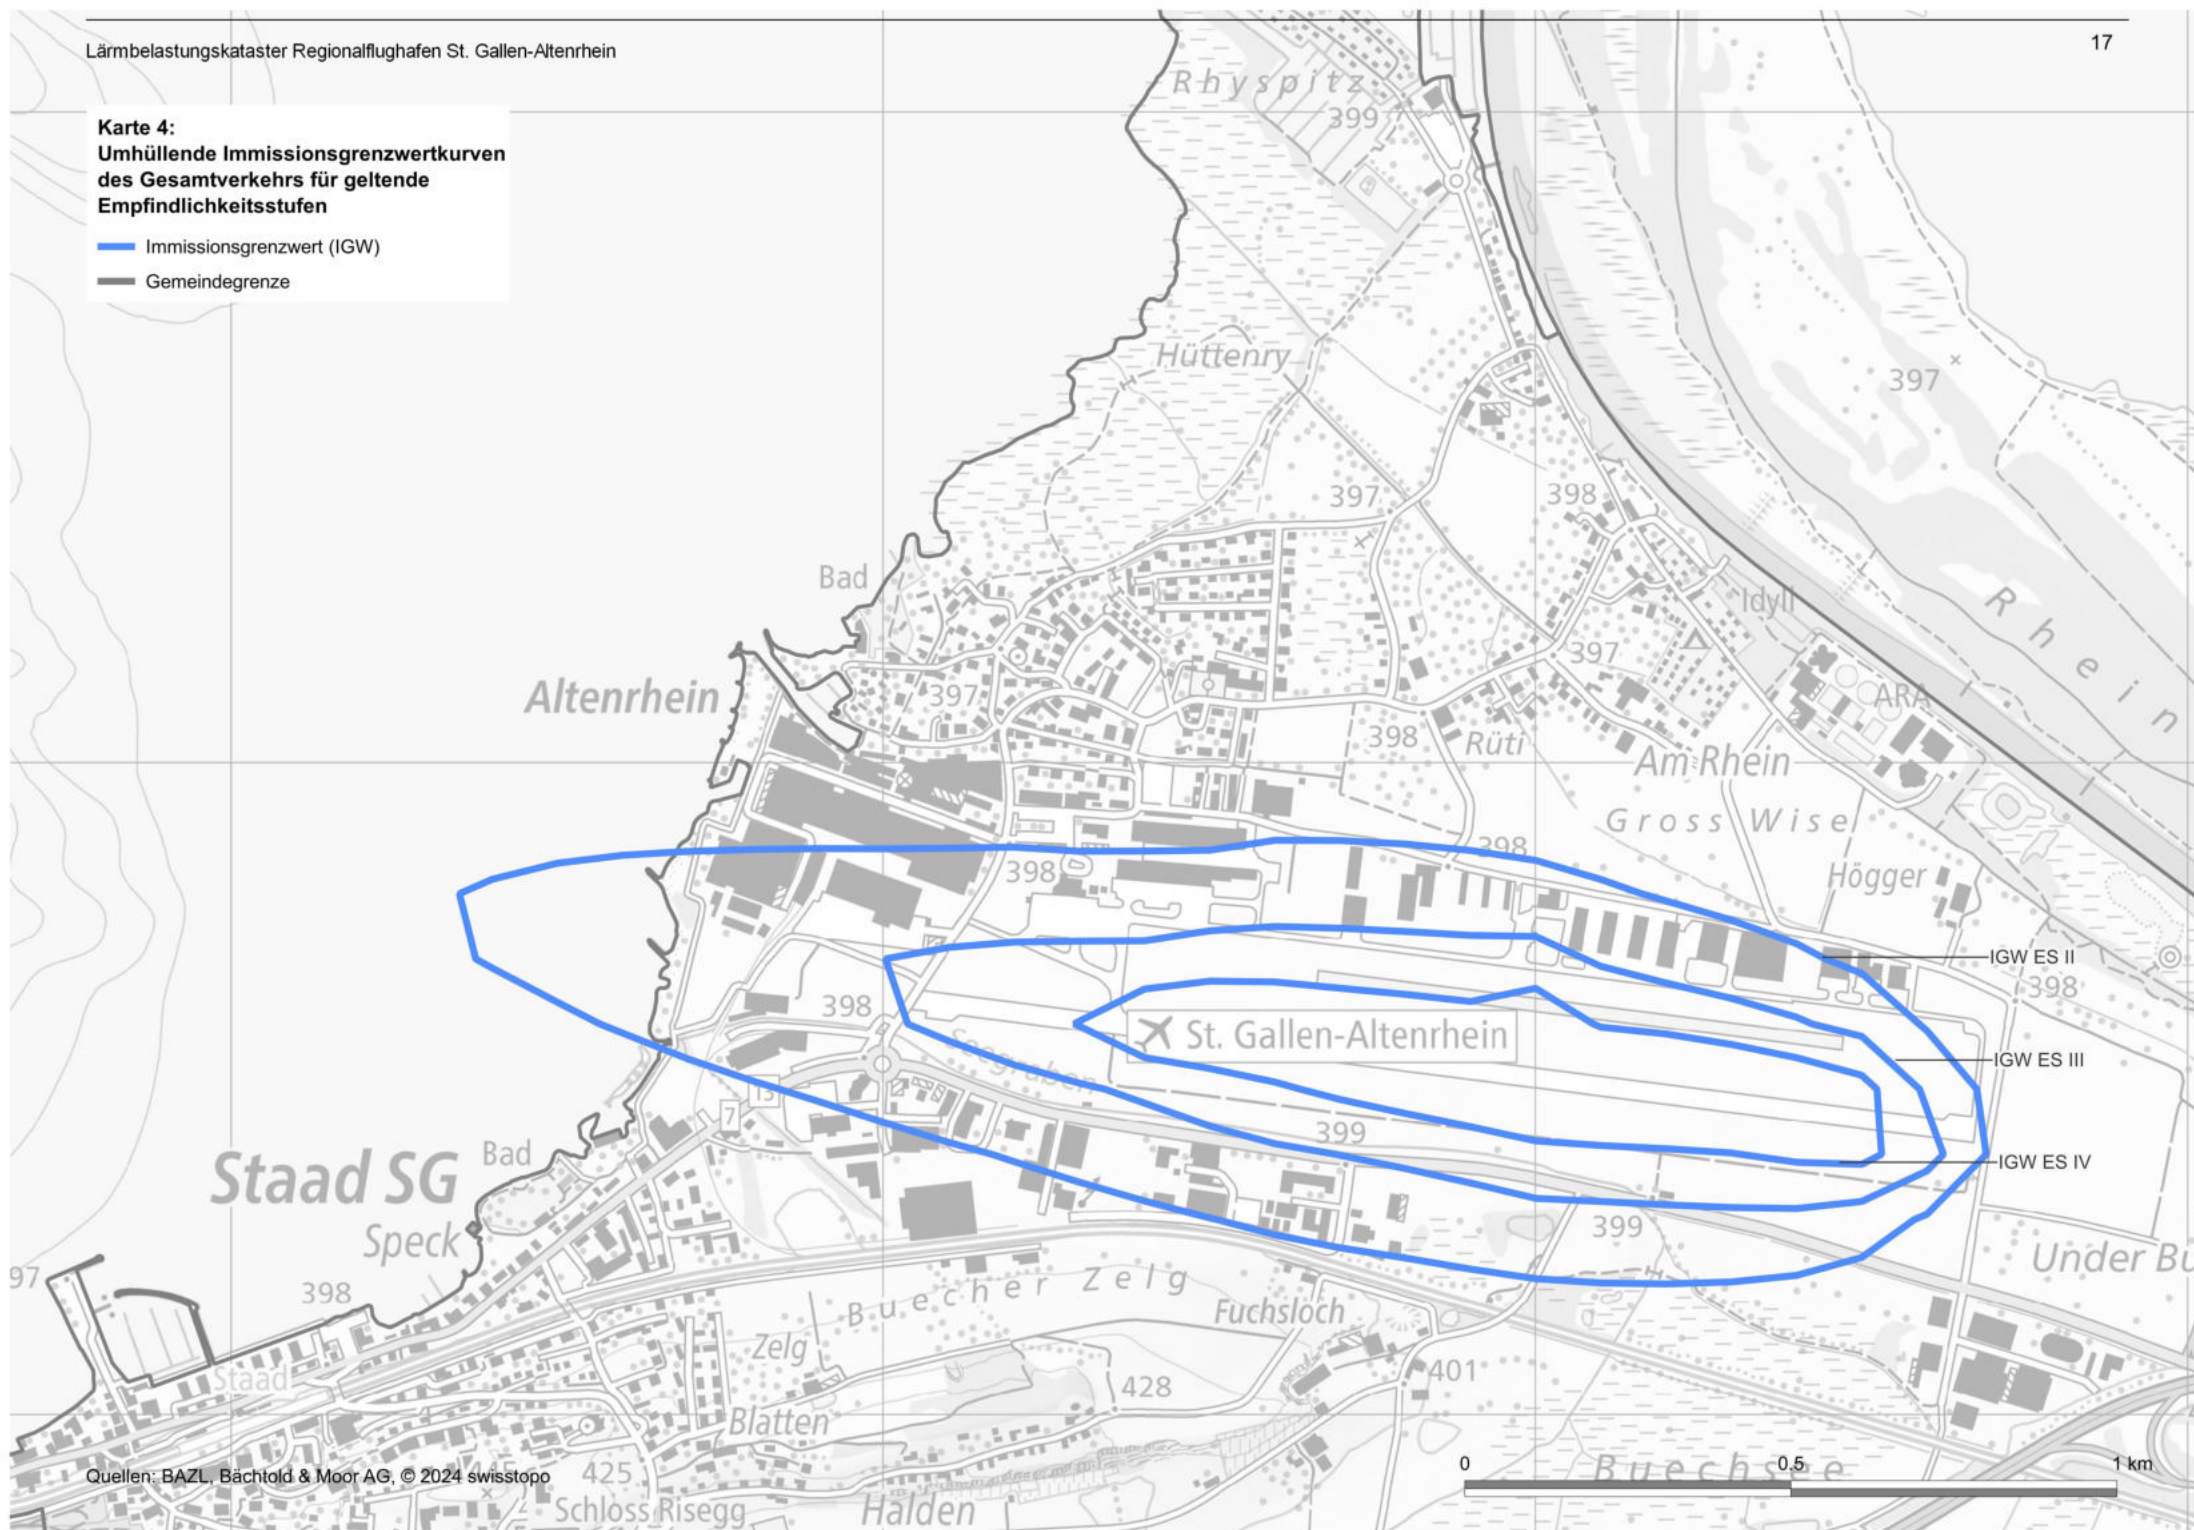 Lärmbelastungskataster Regionalflughafen St. Gallen-Altenrhein
17
Karte 4:
Umhüllende Immissionsgrenzwertkurven
des Gesamtverkehrs für geltende
Empfindlichkeitsstufen
Immissionsgrenzwert (IGW)
Gemeindegrenze
Rhyspitz
399
Hüttenry
397
397
398
Bad
Idyll
Rhein
Altenrhein
397
397
ARA
398
Rüti
Am Rhein
Gross Wise
398
398
Högger
IGW ES II
398
398
St. Gallen-Altenrhein
Seegraben
IGW ES III
13
7
399
Bad
IGW ES IV
Staad SG
Speck
399
Under Bu
97
398
Buecher Zelg
Fuchsloch
Zelg
Staad
428
401
Blatten
Quellen: BAZL, Bächtold & Moor AG, © 2024 swisstopo
425
0
0.5
1 km
Buechsee
Schloss Risegg
Halden